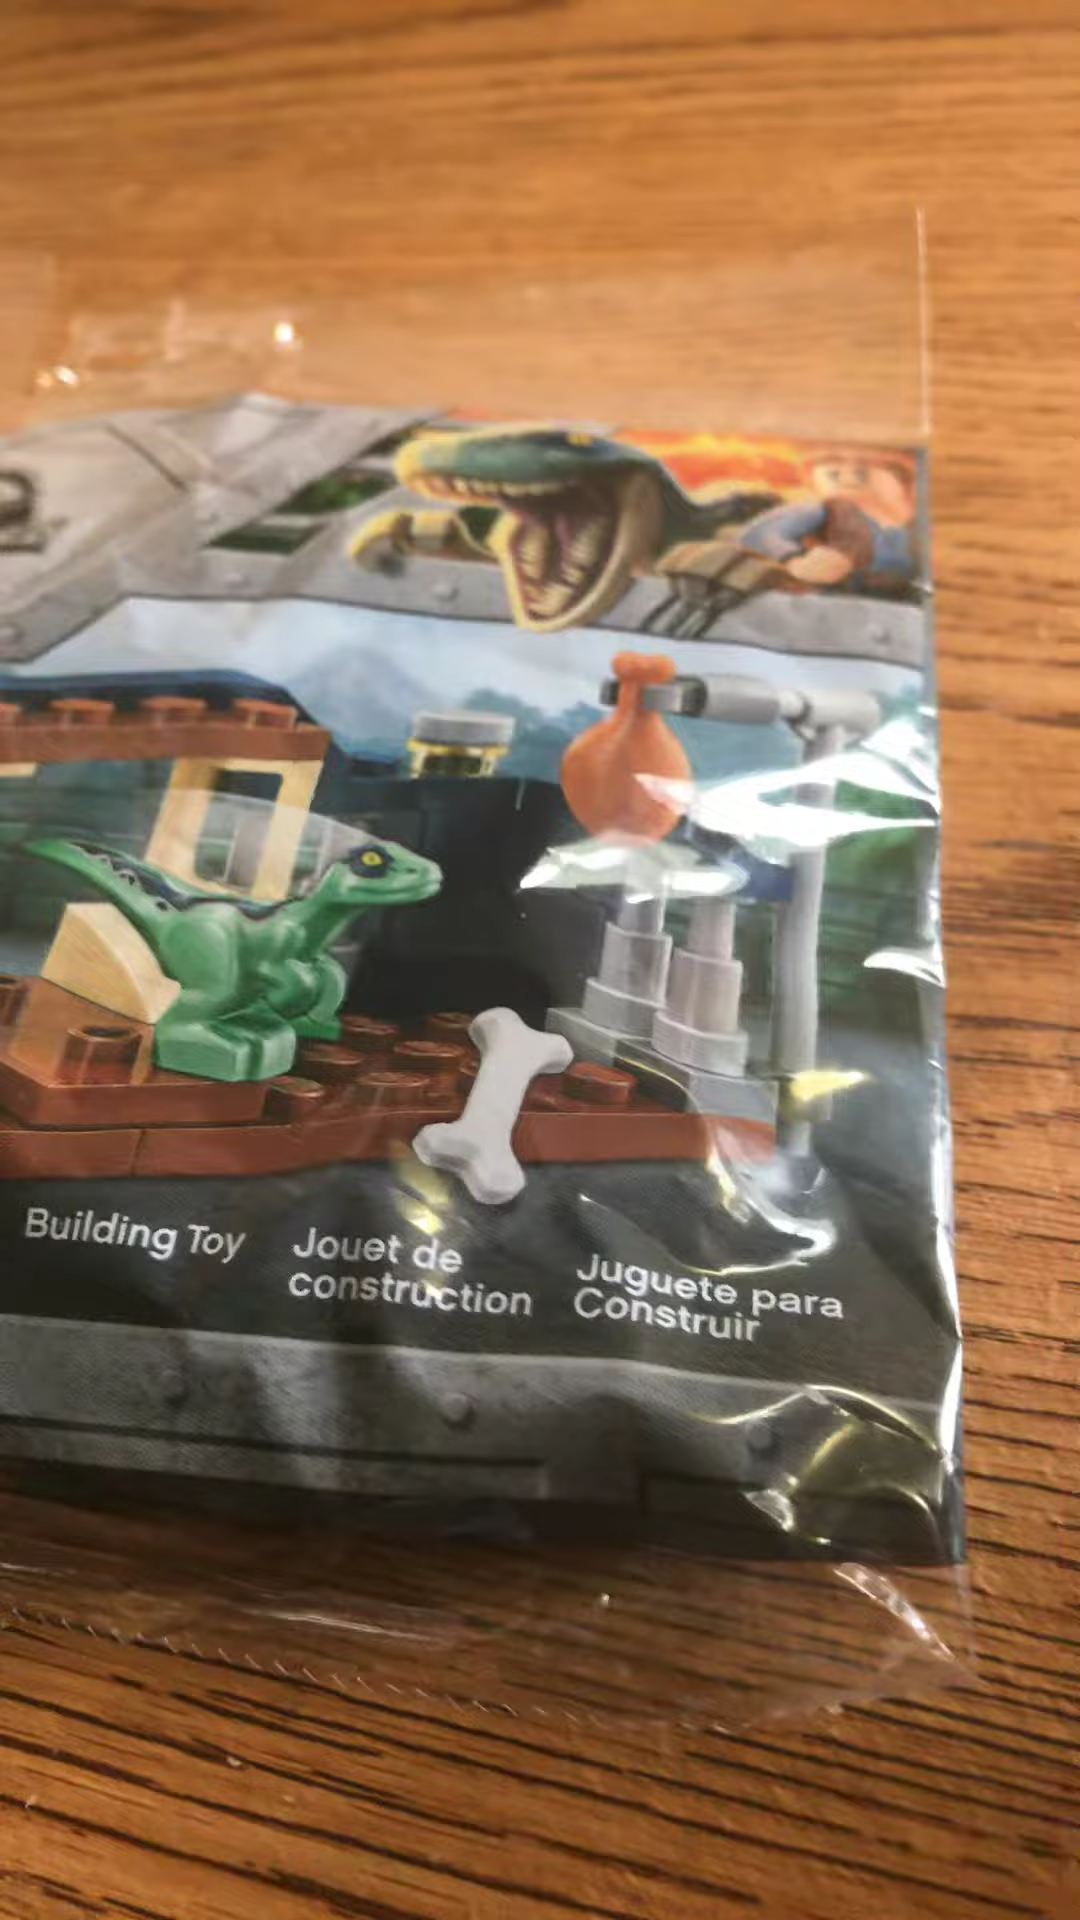 Building Toy
Jouet de
construction
Juguete para
Construir